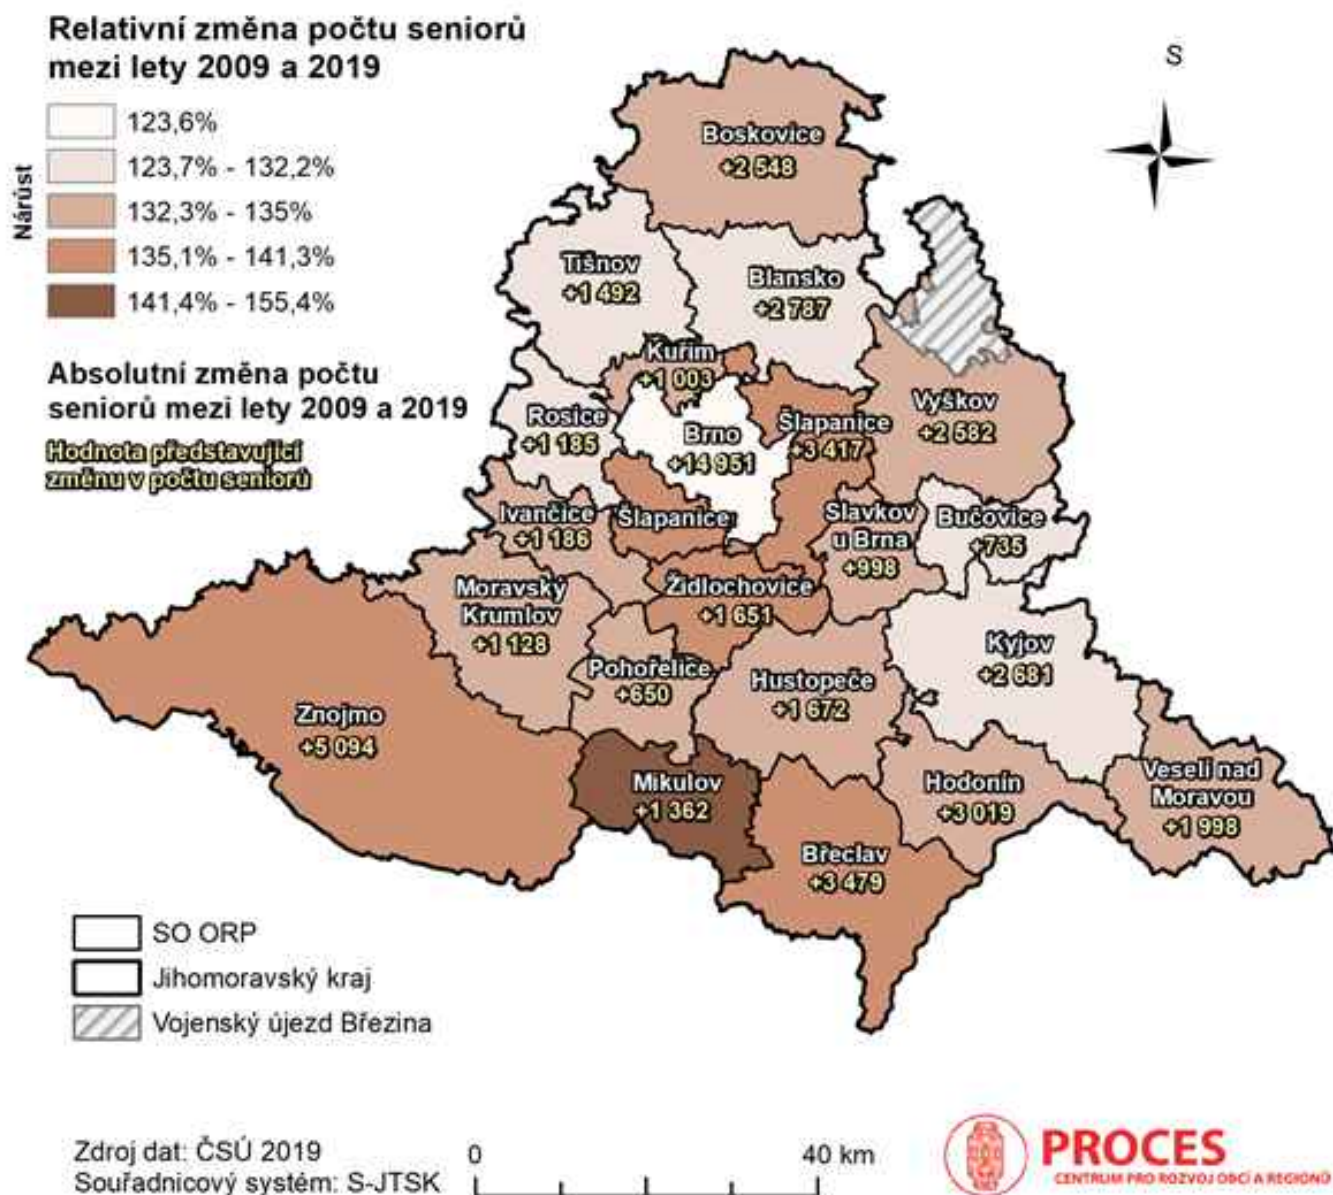 Relativní změna počtu seniorů
mezi lety 2009 a 2019
Nárůst
123,6%
123,7% - 132,2%
132,3% - 135%
135,1% - 141,3%
141,4% - 155,4%
Absolutní změna počtu
seniorů mezi lety 2009 a 2019
Hodnota představující
změnu v počtu seniorů
S
Boskovice
+2 548
Tišnov
+1 492
Blansko
+2 787
Kuřim
+1 003
Rosice
+1 185
Brno
+14 951
Šlapanice
+3 417
Vyškov
+2 582
Ivančice
+1 186
Šlapanice
Slavkov
u Brna
+998
Bučovice
+735
Moravský
Krumlov
+1 128
Židlochovice
+1 651
Kyjov
+2 681
Pohořelice
+650
Hustopeče
+1 672
Znojmo
+5 094
Mikulov
+1 362
Hodonín
+3 019
Veselí nad
Moravou
+1 998
Břeclav
+3 479
SO ORP
Jihomoravský kraj
Vojenský újezd Březina
Zdroj dat: ČSÚ 2019
Souřadnicový systém: S-JTSK
0 40 km
PROCES
CENTRUM PRO ROZVOJ OBCÍ A REGIONŮ